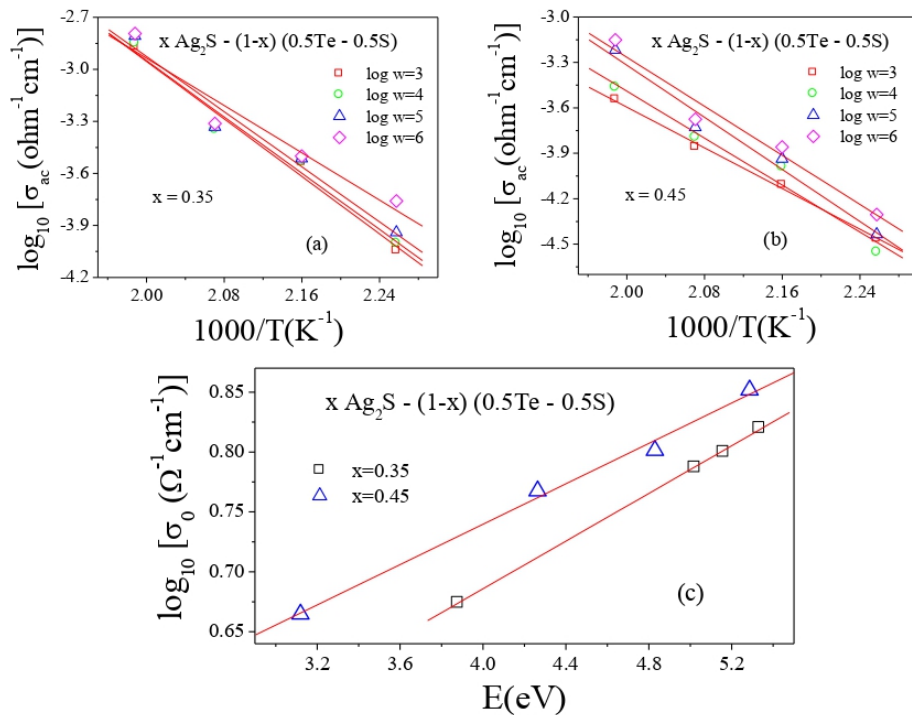 -2.7
-3.0
-3.3
-3.6
-3.9
-4.2
log₁₀ [σ_ac(ohm⁻¹cm⁻¹)]
x Ag₂S - (1-x) (0.5Te - 0.5S)
log w=3
log w=4
log w=5
log w=6
x = 0.35
(a)
2.00 2.08 2.16 2.24
1000/T(K⁻¹)
-3.0
-3.3
-3.6
-3.9
-4.2
-4.5
log₁₀ [σ_ac(ohm⁻¹cm⁻¹)]
x Ag₂S - (1-x) (0.5Te - 0.5S)
log w=3
log w=4
log w=5
log w=6
x = 0.45
(b)
2.00 2.08 2.16 2.24
1000/T(K⁻¹)
0.85
0.80
0.75
0.70
0.65
log₁₀ [σ₀ (Ω⁻¹cm⁻¹)]
x Ag₂S - (1-x) (0.5Te - 0.5S)
x=0.35
x=0.45
(c)
3.2 3.6 4.0 4.4 4.8 5.2
E(eV)